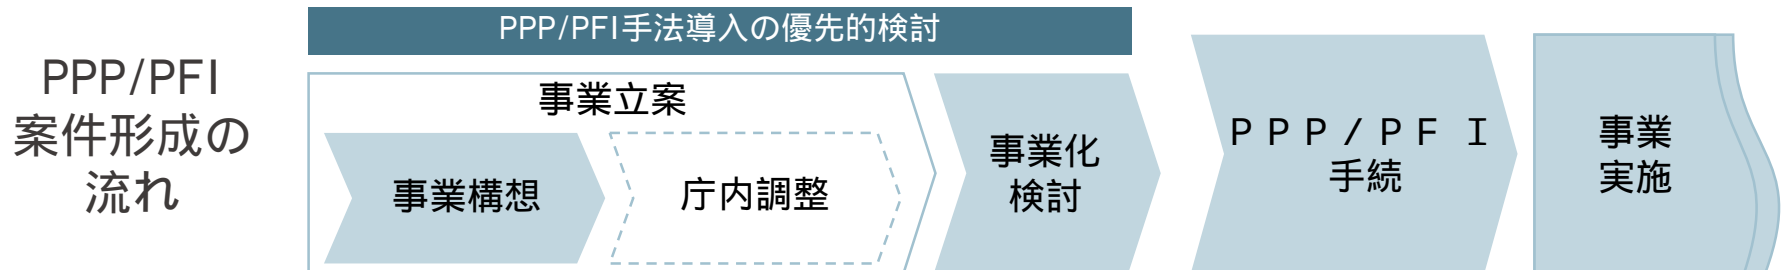 PPP/PFI
案件形成の
流れ
PPP/PFI手法導入の優先的検討
事業立案
事業構想
庁内調整
事業化
検討
ＰＰＰ/ＰＦＩ
手続
事業
実施